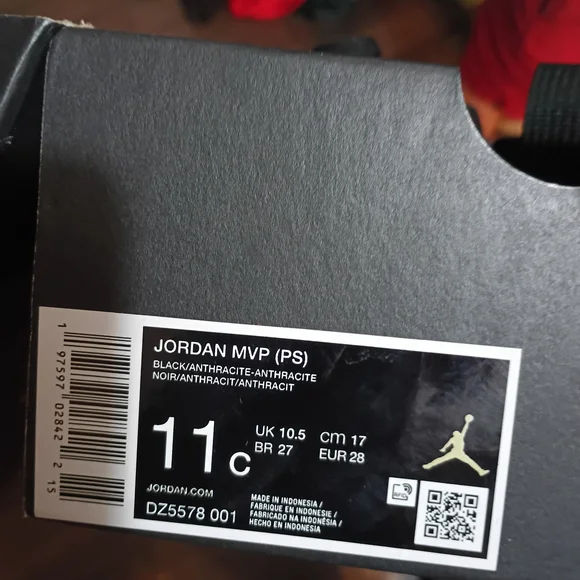 1 97597 02842 2 15
JORDAN MVP (PS)
BLACK/ANTHRACITE-ANTHRACITE
NOIR/ANTHRACIT/ANTHRACIT
11C
UK 10.5 cm 17
BR 27 EUR 28
JORDAN.COM
DZ5578 001
MADE IN INDONESIA /
FABRIQUE EN INDONESIE /
FABRICADO NA INDONÉSIA /
HECHO EN INDONESIA
RFID